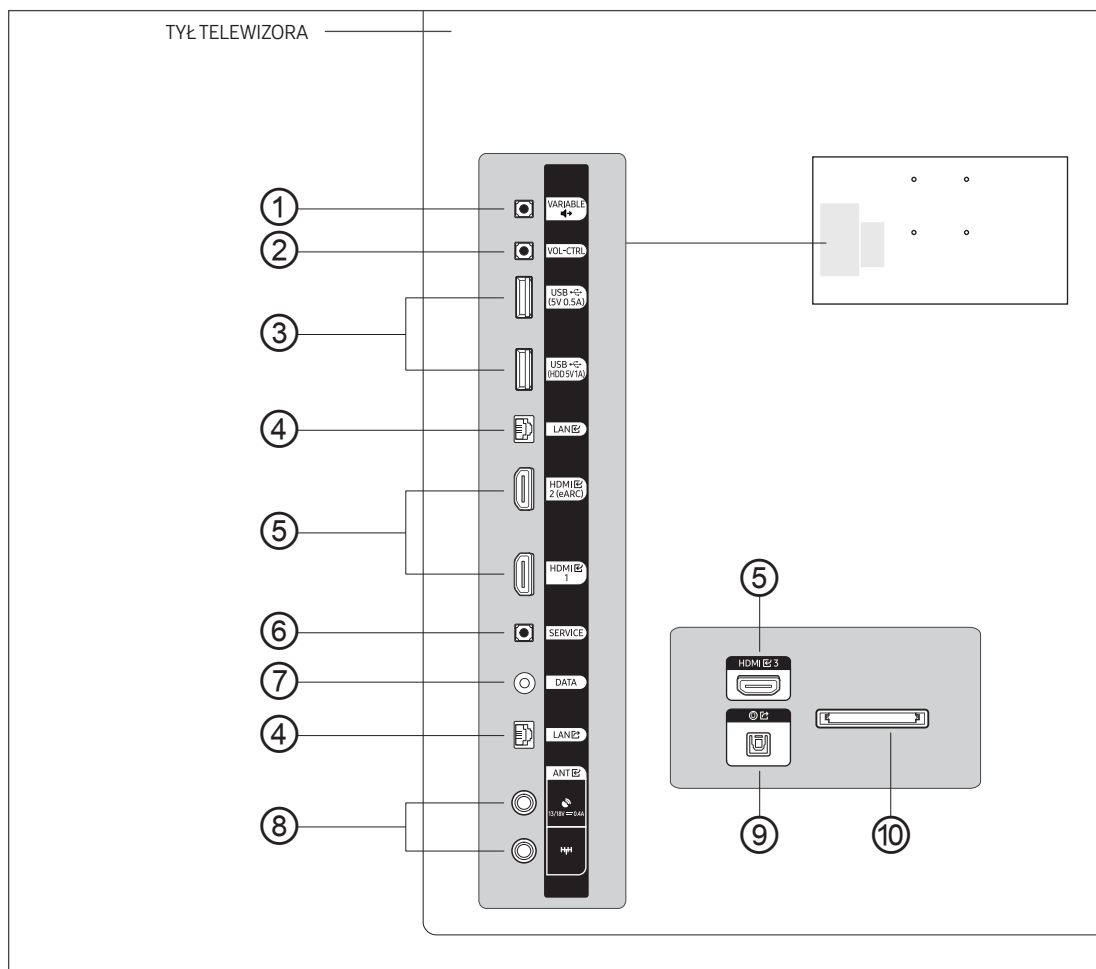 TYŁ TELEWIZORA
① VARIABLE
② VOL-CTRL
③ USB
(5V 0.5A)
USB
(HDD 5V 1A)
④ LAN
⑤ HDMI
2 (eARC)
HDMI
1
⑥ SERVICE
⑦ DATA
④ LAN
⑧ ANT
13/18V ⎓ 0.4A
⑤
HDMI 3
⑨
⑩